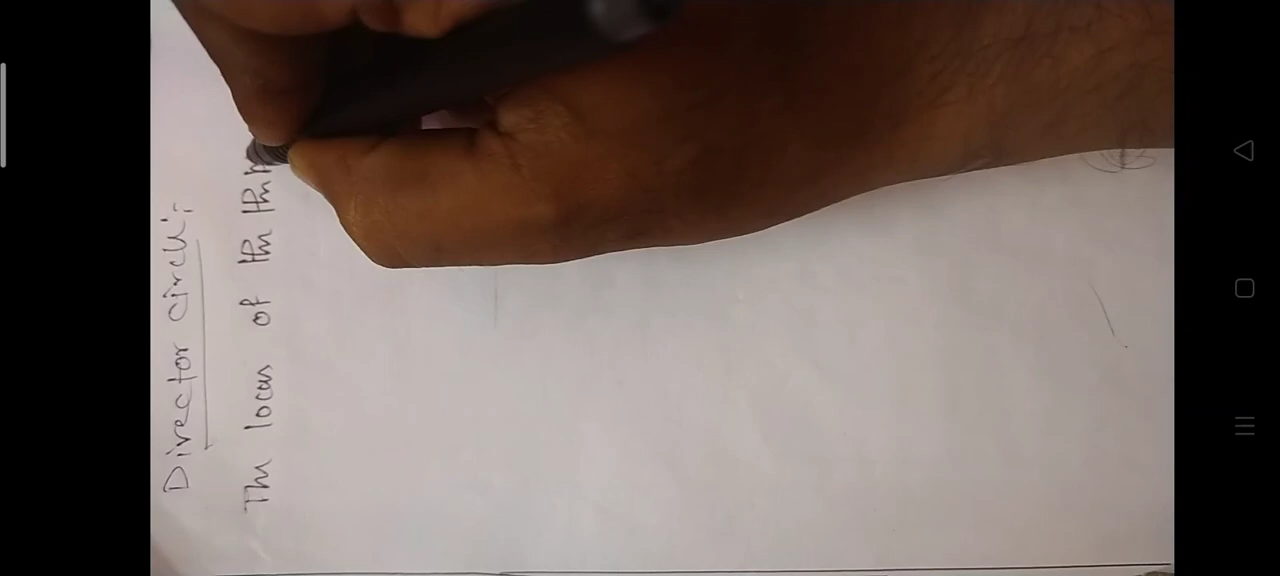 Director circle:
The locus of the